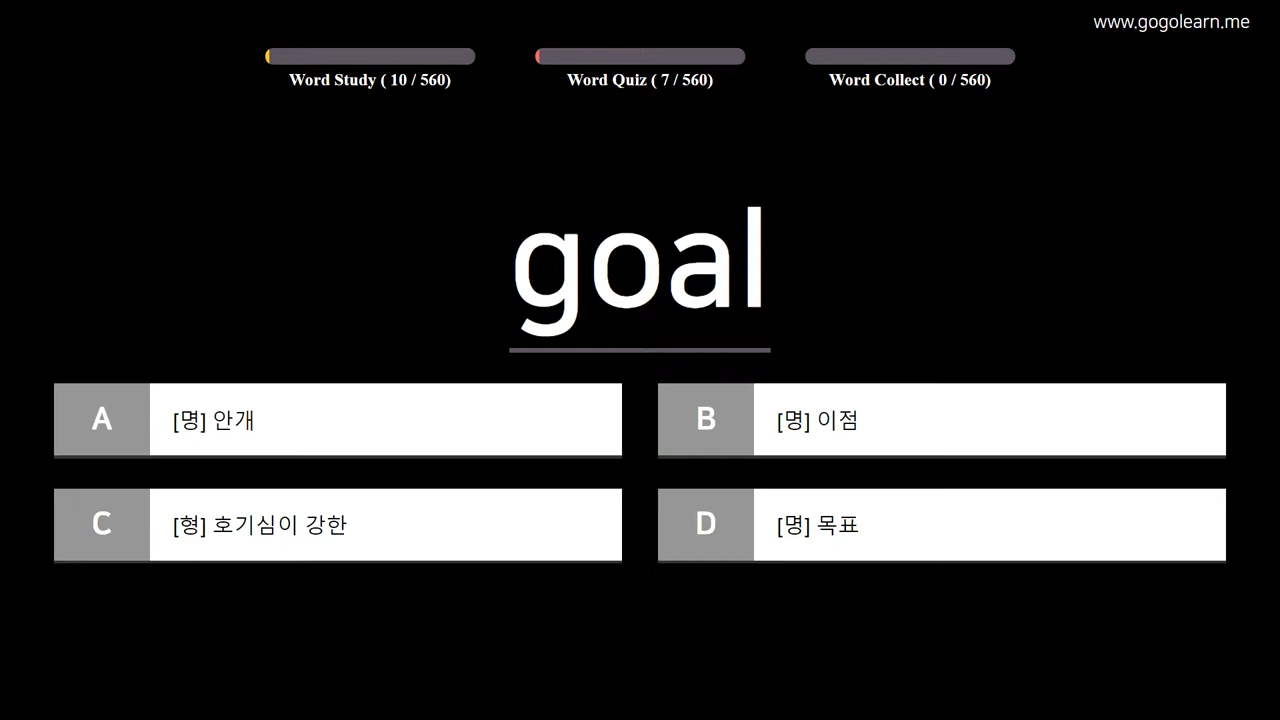 www.gogolearn.me
Word Study ( 10 / 560)
Word Quiz ( 7 / 560)
Word Collect ( 0 / 560)
goal
A [명] 안개
B [명] 이점
C [형] 호기심이 강한
D [명] 목표